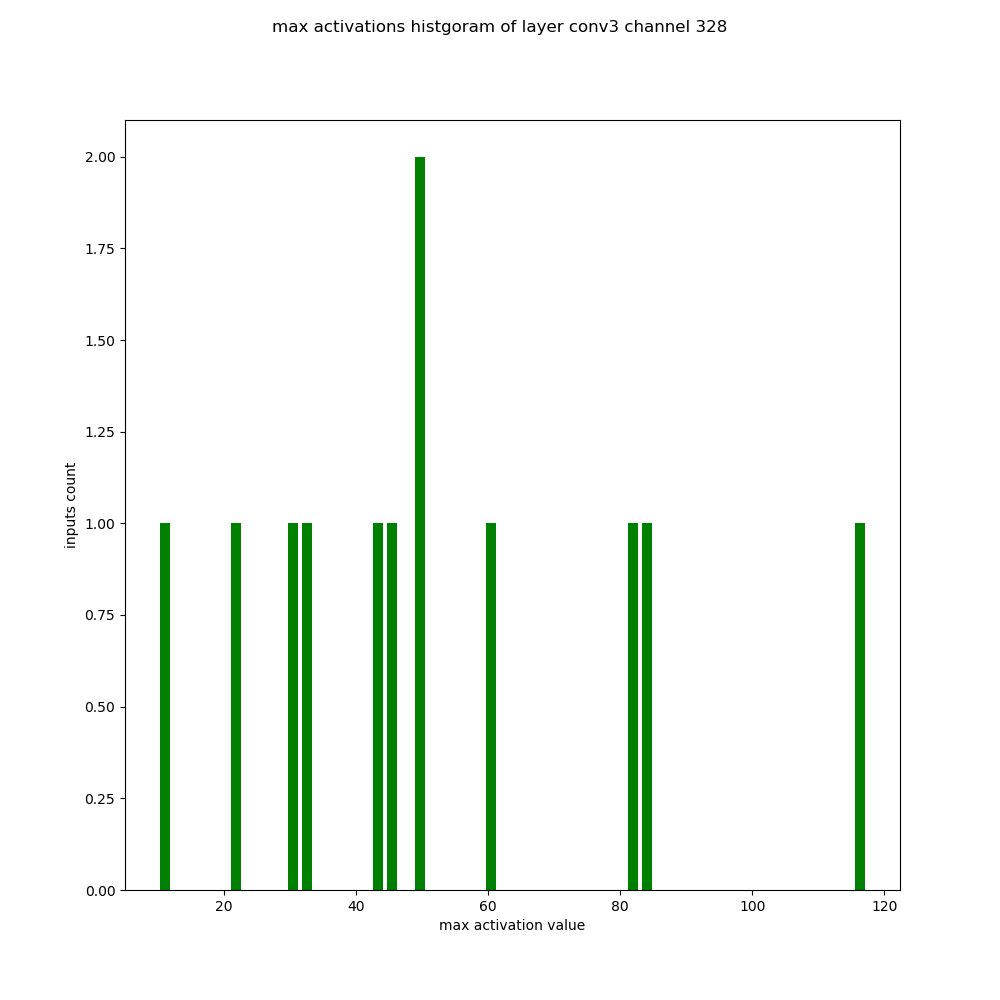 max activations histgoram of layer conv3 channel 328
2.00
1.75
1.50
1.25
1.00
0.75
0.50
0.25
0.00
inputs count
20 40 60 80 100 120
max activation value